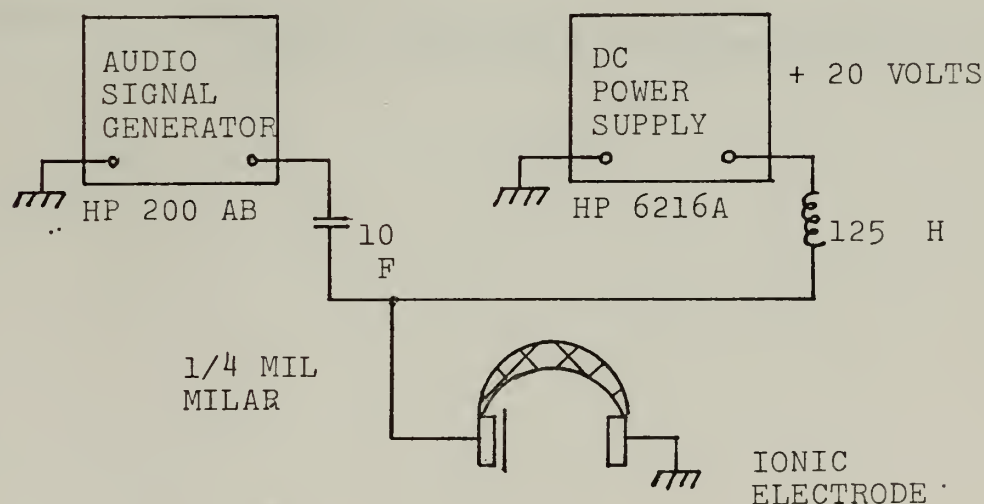 AUDIO
SIGNAL
GENERATOR
HP 200 AB
DC
POWER
SUPPLY
+ 20 VOLTS
HP 6216A
10
F
125 H
1/4 MIL
MILAR
IONIC
ELECTRODE